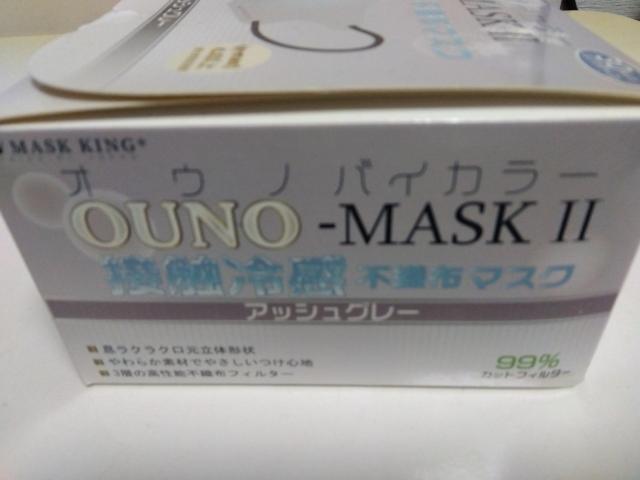 MASK II
MASK KING®
オウノバイカラー
OUNO-MASK II
接触冷感 不織布マスク
アッシュグレー
息ラクラク口元立体形状
やわらか素材でやさしいつけ心地
3層の高性能不織布フィルター
99%
カットフィルター